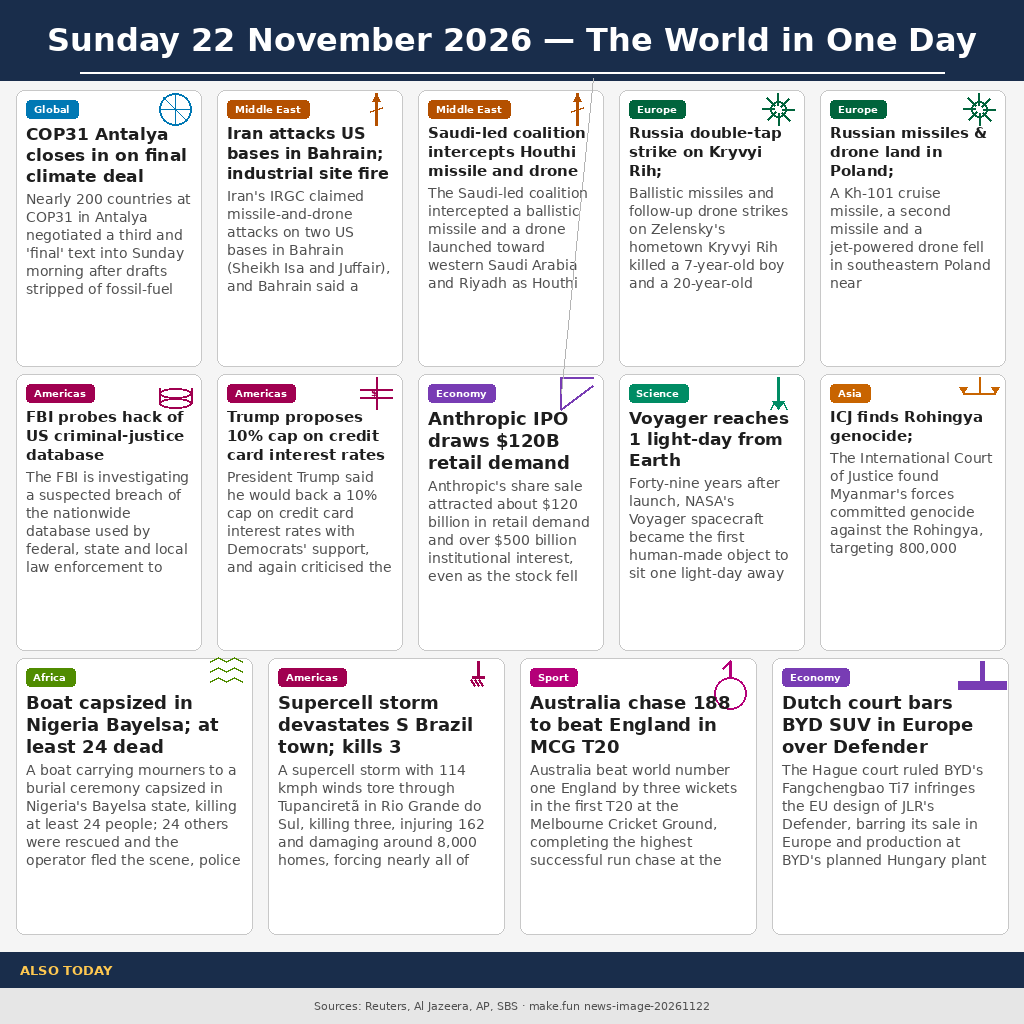 Sunday 22 November 2026 — The World in One Day
Global
COP31 Antalya
closes in on final
climate deal
Nearly 200 countries at
COP31 in Antalya
negotiated a third and
'final' text into Sunday
morning after drafts
stripped of fossil-fuel
Middle East
Iran attacks US
bases in Bahrain;
industrial site fire
Iran's IRGC claimed
missile-and-drone
attacks on two US
bases in Bahrain
(Sheikh Isa and Juffair),
and Bahrain said a
Middle East
Saudi-led coalition
intercepts Houthi
missile and drone
The Saudi-led coalition
intercepted a ballistic
missile and a drone
launched toward
western Saudi Arabia
and Riyadh as Houthi
Europe
Russia double-tap
strike on Kryvyi
Rih;
Ballistic missiles and
follow-up drone strikes
on Zelensky's
hometown Kryvyi Rih
killed a 7-year-old boy
and a 20-year-old
Europe
Russian missiles &
drone land in
Poland;
A Kh-101 cruise
missile, a second
missile and a
jet-powered drone fell
in southeastern Poland
near
Americas
FBI probes hack of
US criminal-justice
database
The FBI is investigating
a suspected breach of
the nationwide
database used by
federal, state and local
law enforcement to
Americas
$
Trump proposes
10% cap on credit
card interest rates
President Trump said
he would back a 10%
cap on credit card
interest rates with
Democrats' support,
and again criticised the
Economy
Anthropic IPO
draws $120B
retail demand
Anthropic's share sale
attracted about $120
billion in retail demand
and over $500 billion
institutional interest,
even as the stock fell
Science
Voyager reaches
1 light-day from
Earth
Forty-nine years after
launch, NASA's
Voyager spacecraft
became the first
human-made object to
sit one light-day away
Asia
ICJ finds Rohingya
genocide;
The International Court
of Justice found
Myanmar's forces
committed genocide
against the Rohingya,
targeting 800,000
Africa
Boat capsized in
Nigeria Bayelsa; at
least 24 dead
A boat carrying mourners to a
burial ceremony capsized in
Nigeria's Bayelsa state, killing
at least 24 people; 24 others
were rescued and the
operator fled the scene, police
Americas
Supercell storm
devastates S Brazil
town; kills 3
A supercell storm with 114
kmph winds tore through
Tupanciretã in Rio Grande do
Sul, killing three, injuring 162
and damaging around 8,000
homes, forcing nearly all of
Sport
Australia chase 188
to beat England in
MCG T20
Australia beat world number
one England by three wickets
in the first T20 at the
Melbourne Cricket Ground,
completing the highest
successful run chase at the
Economy
Dutch court bars
BYD SUV in Europe
over Defender
The Hague court ruled BYD's
Fangchengbao Ti7 infringes
the EU design of JLR's
Defender, barring its sale in
Europe and production at
BYD's planned Hungary plant
ALSO TODAY
Sources: Reuters, Al Jazeera, AP, SBS · make.fun news-image-20261122